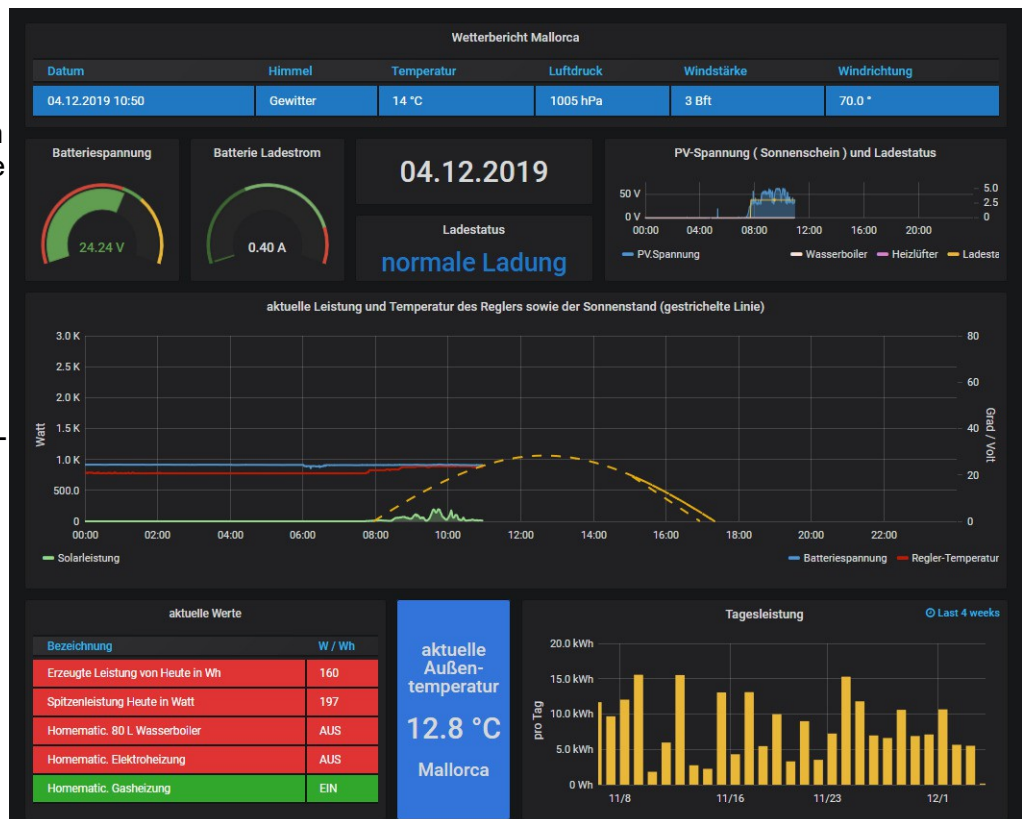 Wetterbericht Mallorca
Datum Himmel Temperatur Luftdruck Windstärke Windrichtung
04.12.2019 10:50 Gewitter 14 °C 1005 hPa 3 Bft 70.0 °
Batteriespannung
24.24 V
Batterie Ladestrom
0.40 A
04.12.2019
Ladestatus
normale Ladung
PV-Spannung ( Sonnenschein ) und Ladestatus
50 V
0 V
5.0
2.5
0
00:00 04:00 08:00 12:00 16:00 20:00
PV.Spannung Wasserboiler Heizlüfter Ladesta
aktuelle Leistung und Temperatur des Reglers sowie der Sonnenstand (gestrichelte Linie)
3.0 K
2.5 K
2.0 K
1.5 K
1.0 K
500.0
0
Watt
80
60
40
20
0
Grad / Volt
00:00 02:00 04:00 06:00 08:00 10:00 12:00 14:00 16:00 18:00 20:00 22:00
Solarleistung Batteriespannung Regler-Temperatur
aktuelle Werte
Bezeichnung W / Wh
Erzeugte Leistung von Heute in Wh 160
Spitzenleistung Heute in Watt 197
Homematic. 80 L Wasserboiler AUS
Homematic. Elektroheizung AUS
Homematic. Gasheizung EIN
aktuelle
Außen-
temperatur
12.8 °C
Mallorca
Tagesleistung
Last 4 weeks
20.0 kWh
15.0 kWh
10.0 kWh
5.0 kWh
0 Wh
pro Tag
11/8 11/16 11/23 12/1